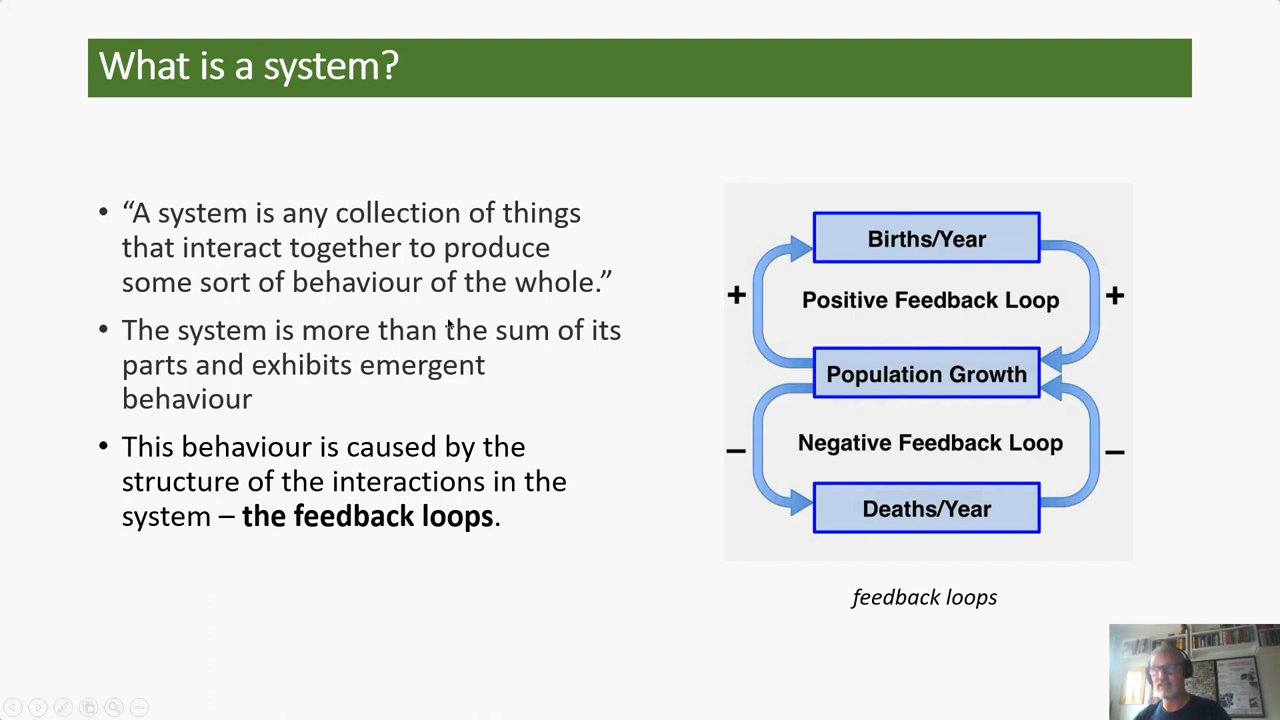 What is a system?
• “A system is any collection of things
that interact together to produce
some sort of behaviour of the whole.”
• The system is more than the sum of its
parts and exhibits emergent
behaviour
• This behaviour is caused by the
structure of the interactions in the
system – the feedback loops.
Births/Year
+ Positive Feedback Loop +
Population Growth
– Negative Feedback Loop –
Deaths/Year
feedback loops